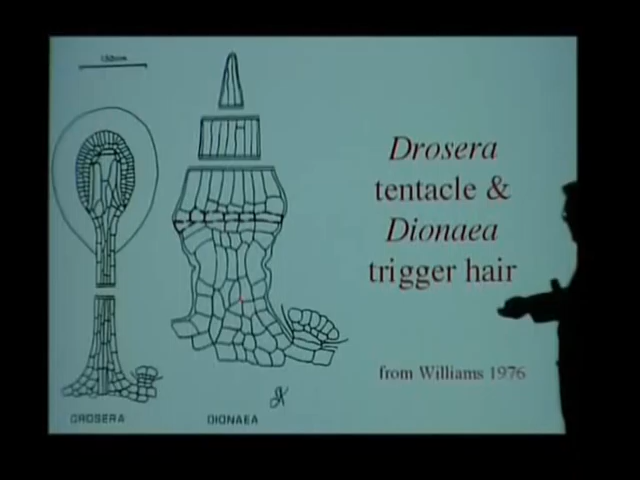 Drosera
tentacle &
Dionaea
trigger hair
from Williams 1976
DROSERA
DIONAEA